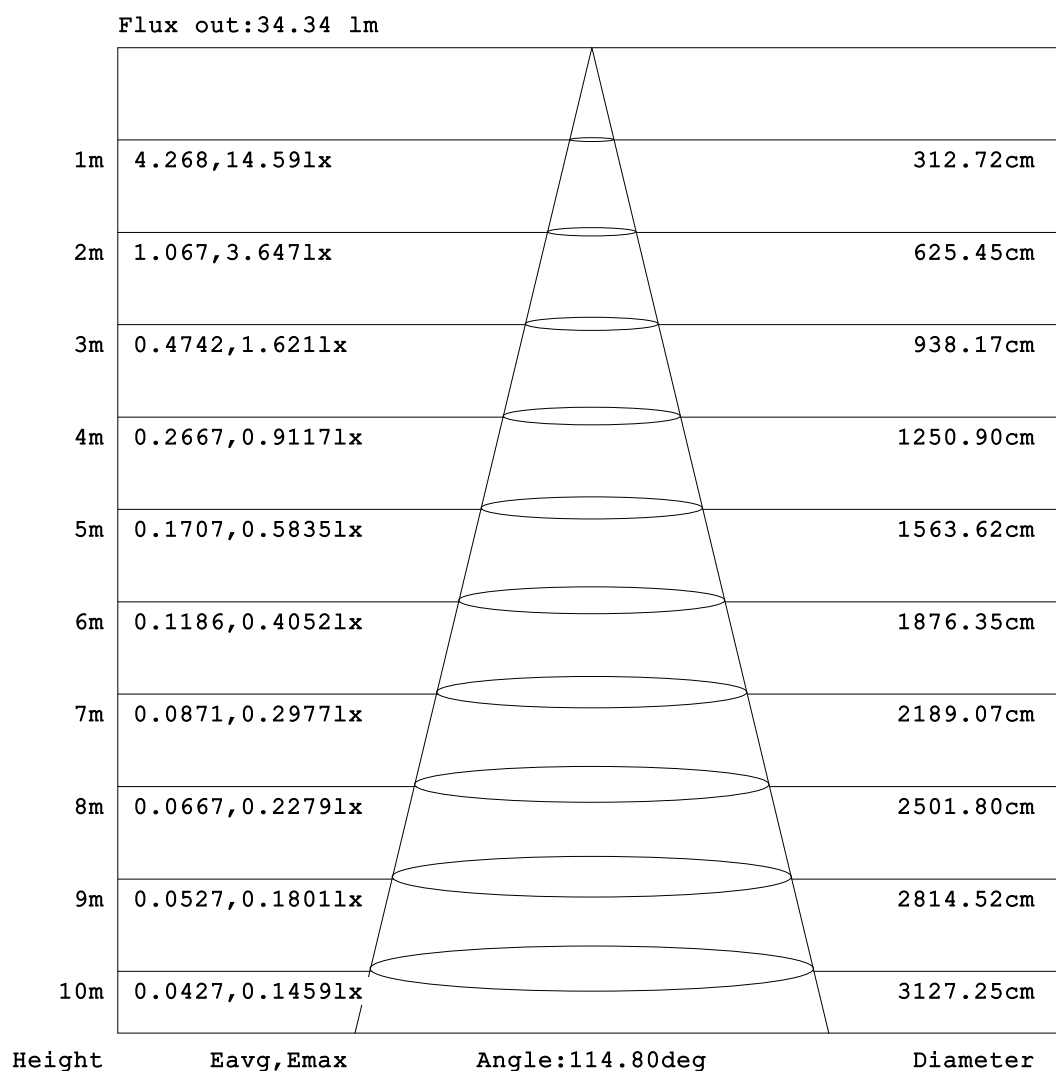 Flux out:34.34 lm
1m 4.268,14.59lx 312.72cm
2m 1.067,3.647lx 625.45cm
3m 0.4742,1.621lx 938.17cm
4m 0.2667,0.9117lx 1250.90cm
5m 0.1707,0.5835lx 1563.62cm
6m 0.1186,0.4052lx 1876.35cm
7m 0.0871,0.2977lx 2189.07cm
8m 0.0667,0.2279lx 2501.80cm
9m 0.0527,0.1801lx 2814.52cm
10m 0.0427,0.1459lx 3127.25cm
Height Eavg,Emax Angle:114.80deg Diameter